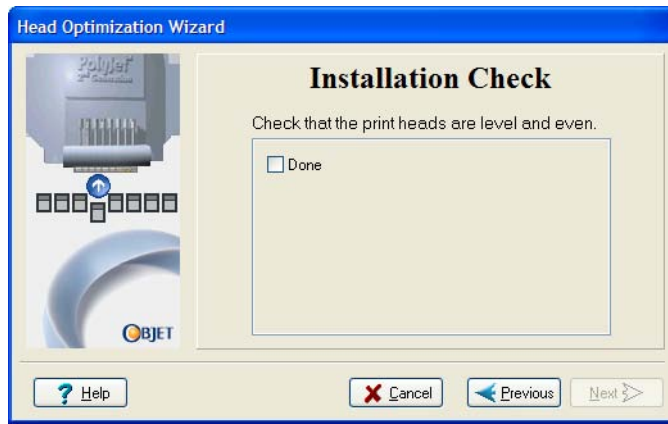 Head Optimization Wizard
PolyJet
Installation Check
Check that the print heads are level and even.
Done
OBJET
Help
Cancel
Previous
Next